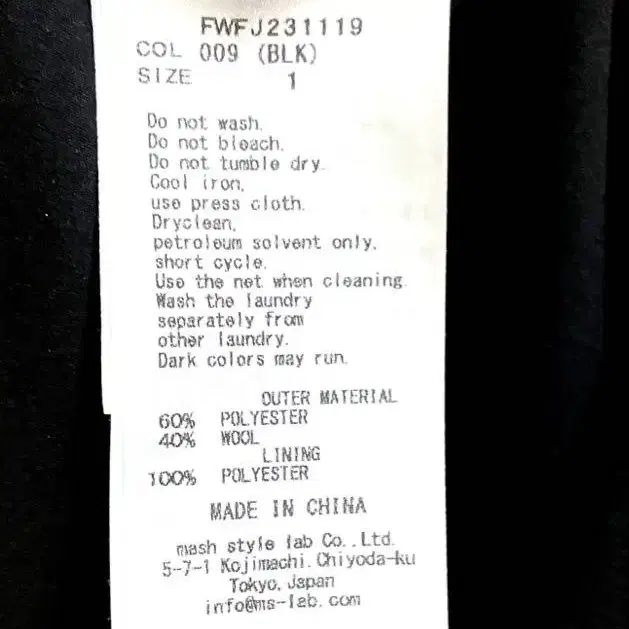 FWFJ231119
COL 009 (BLK)
SIZE 1
Do not wash.
Do not bleach.
Do not tumble dry.
Cool iron,
use press cloth.
Dryclean,
petroleum solvent only.
short cycle.
Use the net when cleaning.
Wash the laundry
separately from
other laundry.
Dark colors may run.
OUTER MATERIAL
60% POLYESTER
40% WOOL
LINING
100% POLYESTER
MADE IN CHINA
mash style lab Co.,Ltd.
5-7-1 Kojimachi.Chiyoda-ku
Tokyo, Japan
info@ms-lab.com